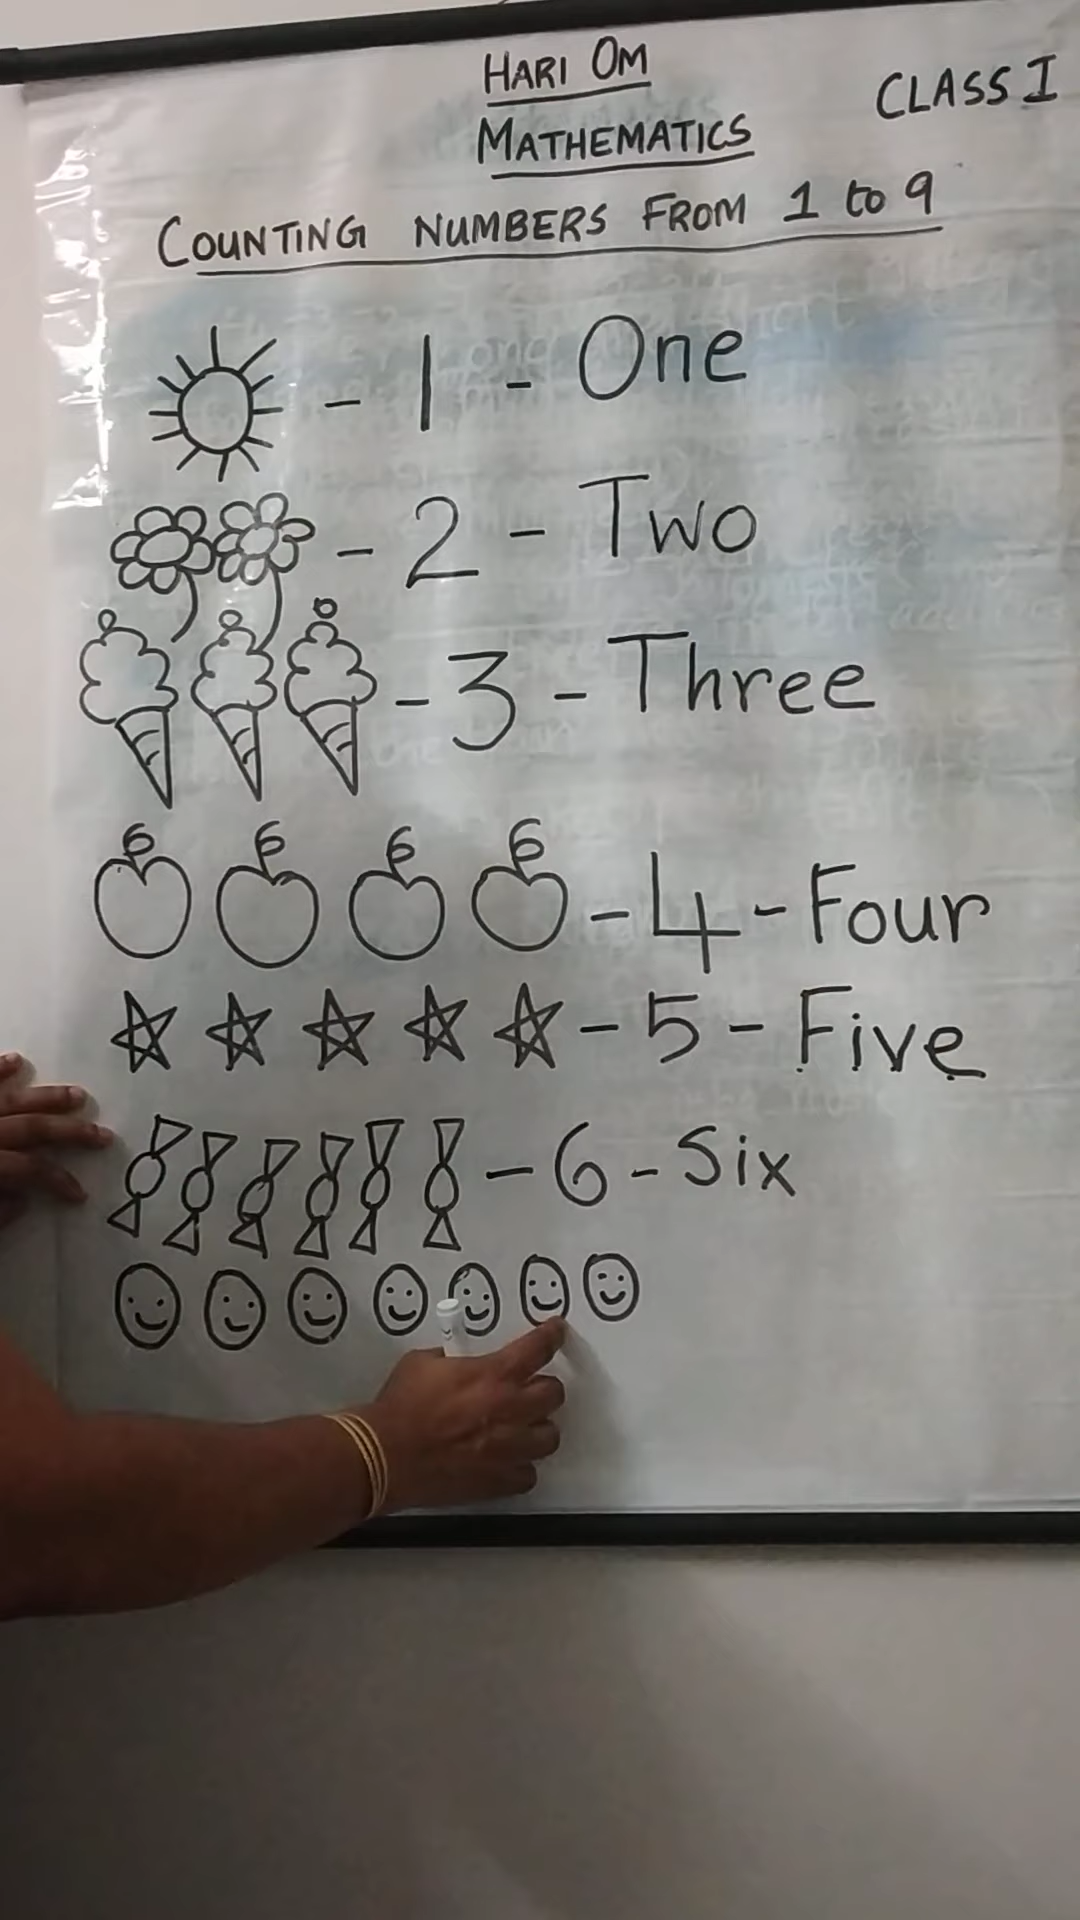 HARI OM
CLASS I
MATHEMATICS
COUNTING NUMBERS FROM 1 to 9
- 1 - One
- 2 - Two
- 3 - Three
- 4 - Four
- 5 - Five
- 6 - Six